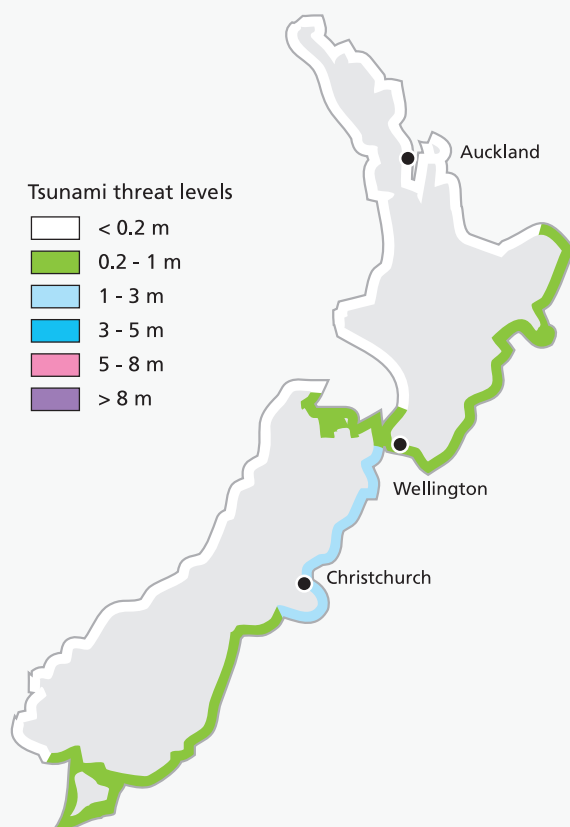 Auckland
Tsunami threat levels
< 0.2 m
0.2 - 1 m
1 - 3 m
3 - 5 m
5 - 8 m
> 8 m
Wellington
Christchurch